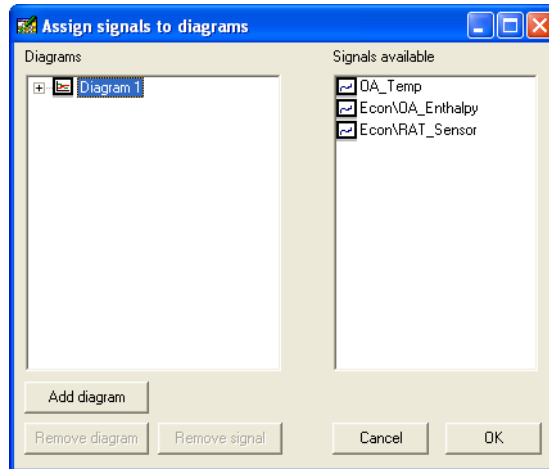 Assign signals to diagrams
Diagrams
Signals available
Diagram 1
OA_Temp
Econ\OA_Enthalpy
Econ\RAT_Sensor
Add diagram
Remove diagram
Remove signal
Cancel
OK